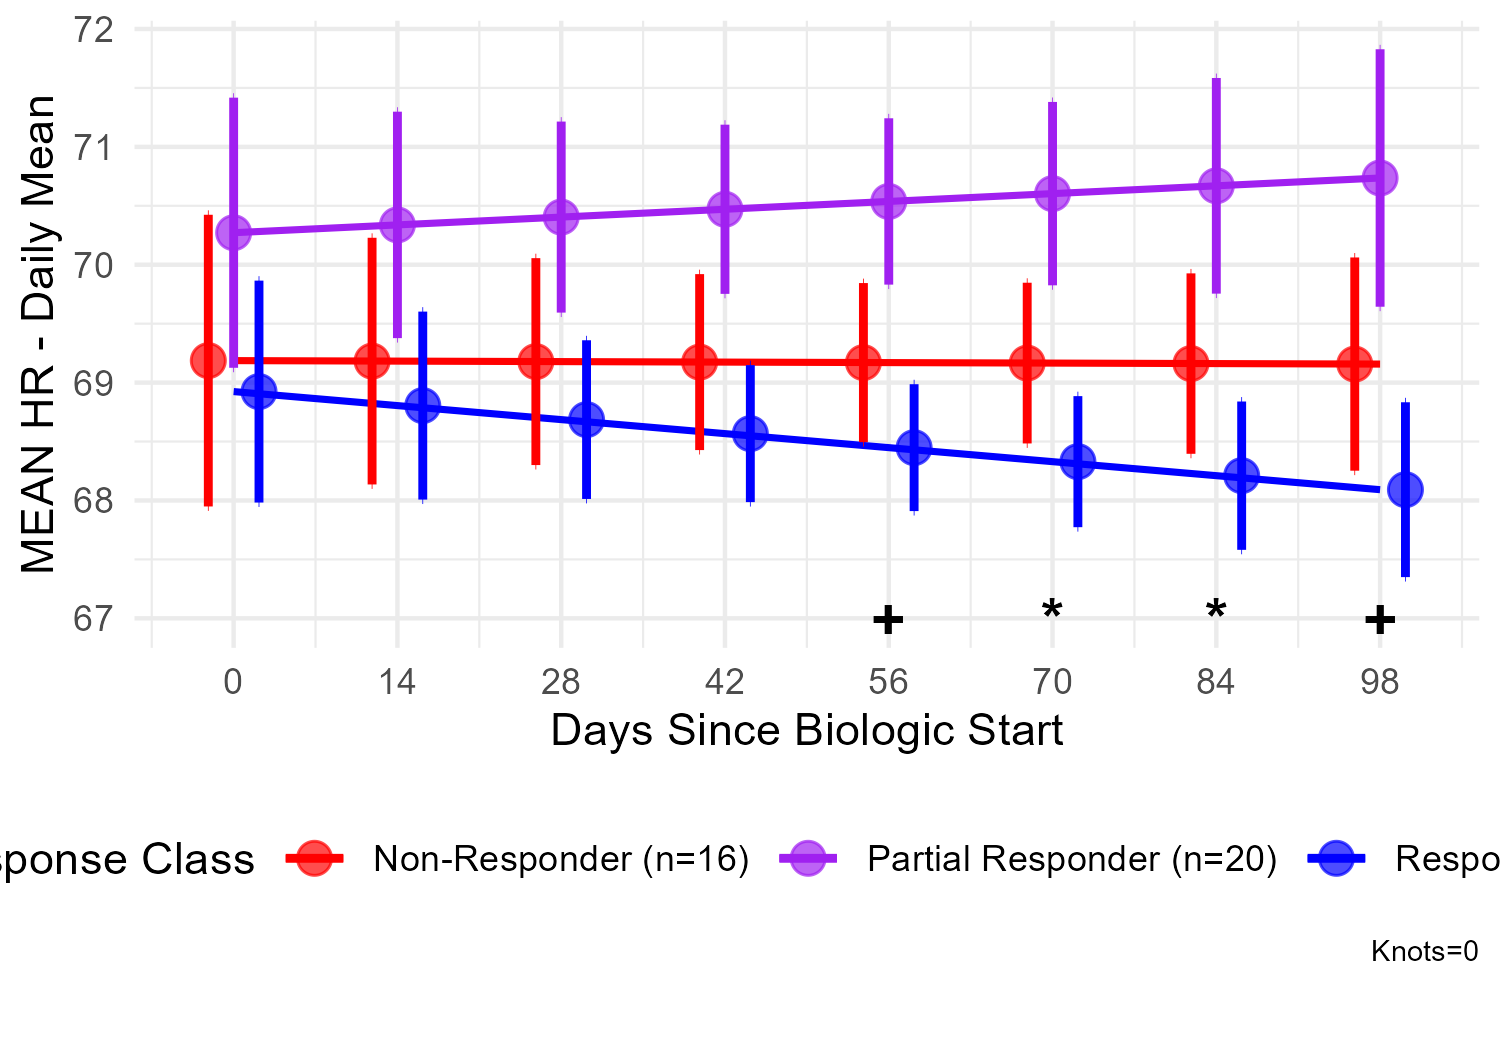 72
71
70
69
68
67
MEAN HR - Daily Mean
+ * * +
0 14 28 42 56 70 84 98
Days Since Biologic Start
sponse Class Non-Responder (n=16) Partial Responder (n=20) Respo
Knots=0